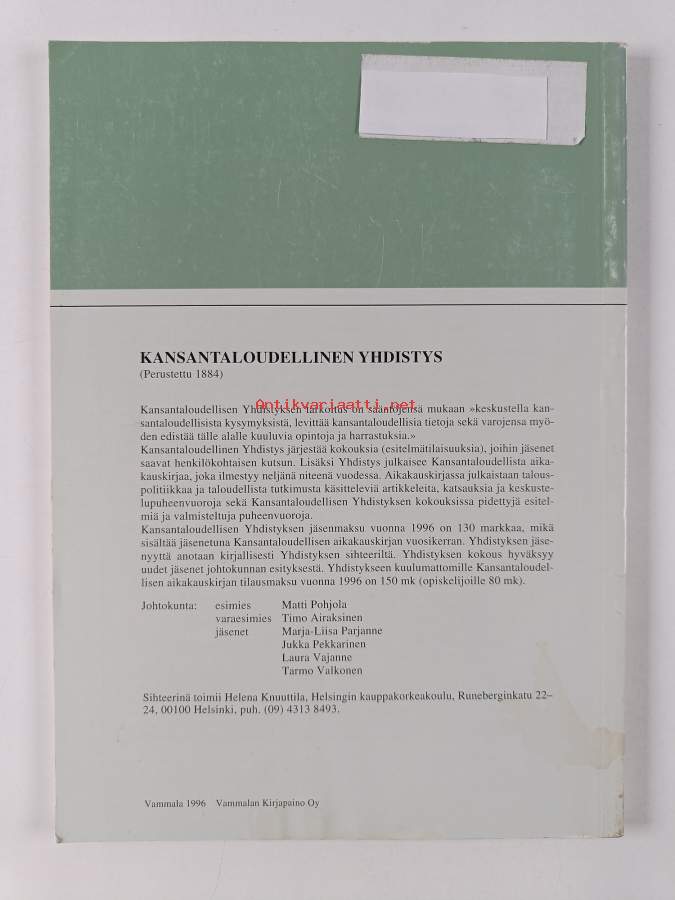 KANSANTALOUDELLINEN YHDISTYS
(Perustettu 1884)
Antikvariaatti.net
Kansantaloudellisen Yhdistyksen tarkoitus on sääntöjensä mukaan »keskustella kan-
santaloudellisista kysymyksistä, levittää kansantaloudellisia tietoja sekä varojensa myö-
den edistää tälle alalle kuuluvia opintoja ja harrastuksia.»
Kansantaloudellinen Yhdistys järjestää kokouksia (esitelmätilaisuuksia), joihin jäsenet
saavat henkilökohtaisen kutsun. Lisäksi Yhdistys julkaisee Kansantaloudellista aika-
kauskirjaa, joka ilmestyy neljänä niteenä vuodessa. Aikakauskirjassa julkaistaan talous-
politiikkaa ja taloudellista tutkimusta käsitteleviä artikkeleita, katsauksia ja keskuste-
lupuheenvuoroja sekä Kansantaloudellisen Yhdistyksen kokouksissa pidettyjä esitel-
miä ja valmisteltuja puheenvuoroja.
Kansantaloudellisen Yhdistyksen jäsenmaksu vuonna 1996 on 130 markkaa, mikä
sisältää jäsenetuna Kansantaloudellisen aikakauskirjan vuosikerran. Yhdistyksen jäse-
nyyttä anotaan kirjallisesti Yhdistyksen sihteeriltä. Yhdistyksen kokous hyväksyy
uudet jäsenet johtokunnan esityksestä. Yhdistykseen kuulumattomille Kansantaloudel-
lisen aikakauskirjan tilausmaksu vuonna 1996 on 150 mk (opiskelijoille 80 mk).
Johtokunta: esimies Matti Pohjola
varaesimies Timo Airaksinen
jäsenet Marja-Liisa Parjanne
Jukka Pekkarinen
Laura Vajanne
Tarmo Valkonen
Sihteerinä toimii Helena Knuuttila, Helsingin kauppakorkeakoulu, Runeberginkatu 22–
24, 00100 Helsinki, puh. (09) 4313 8493.
Vammala 1996 Vammalan Kirjapaino Oy